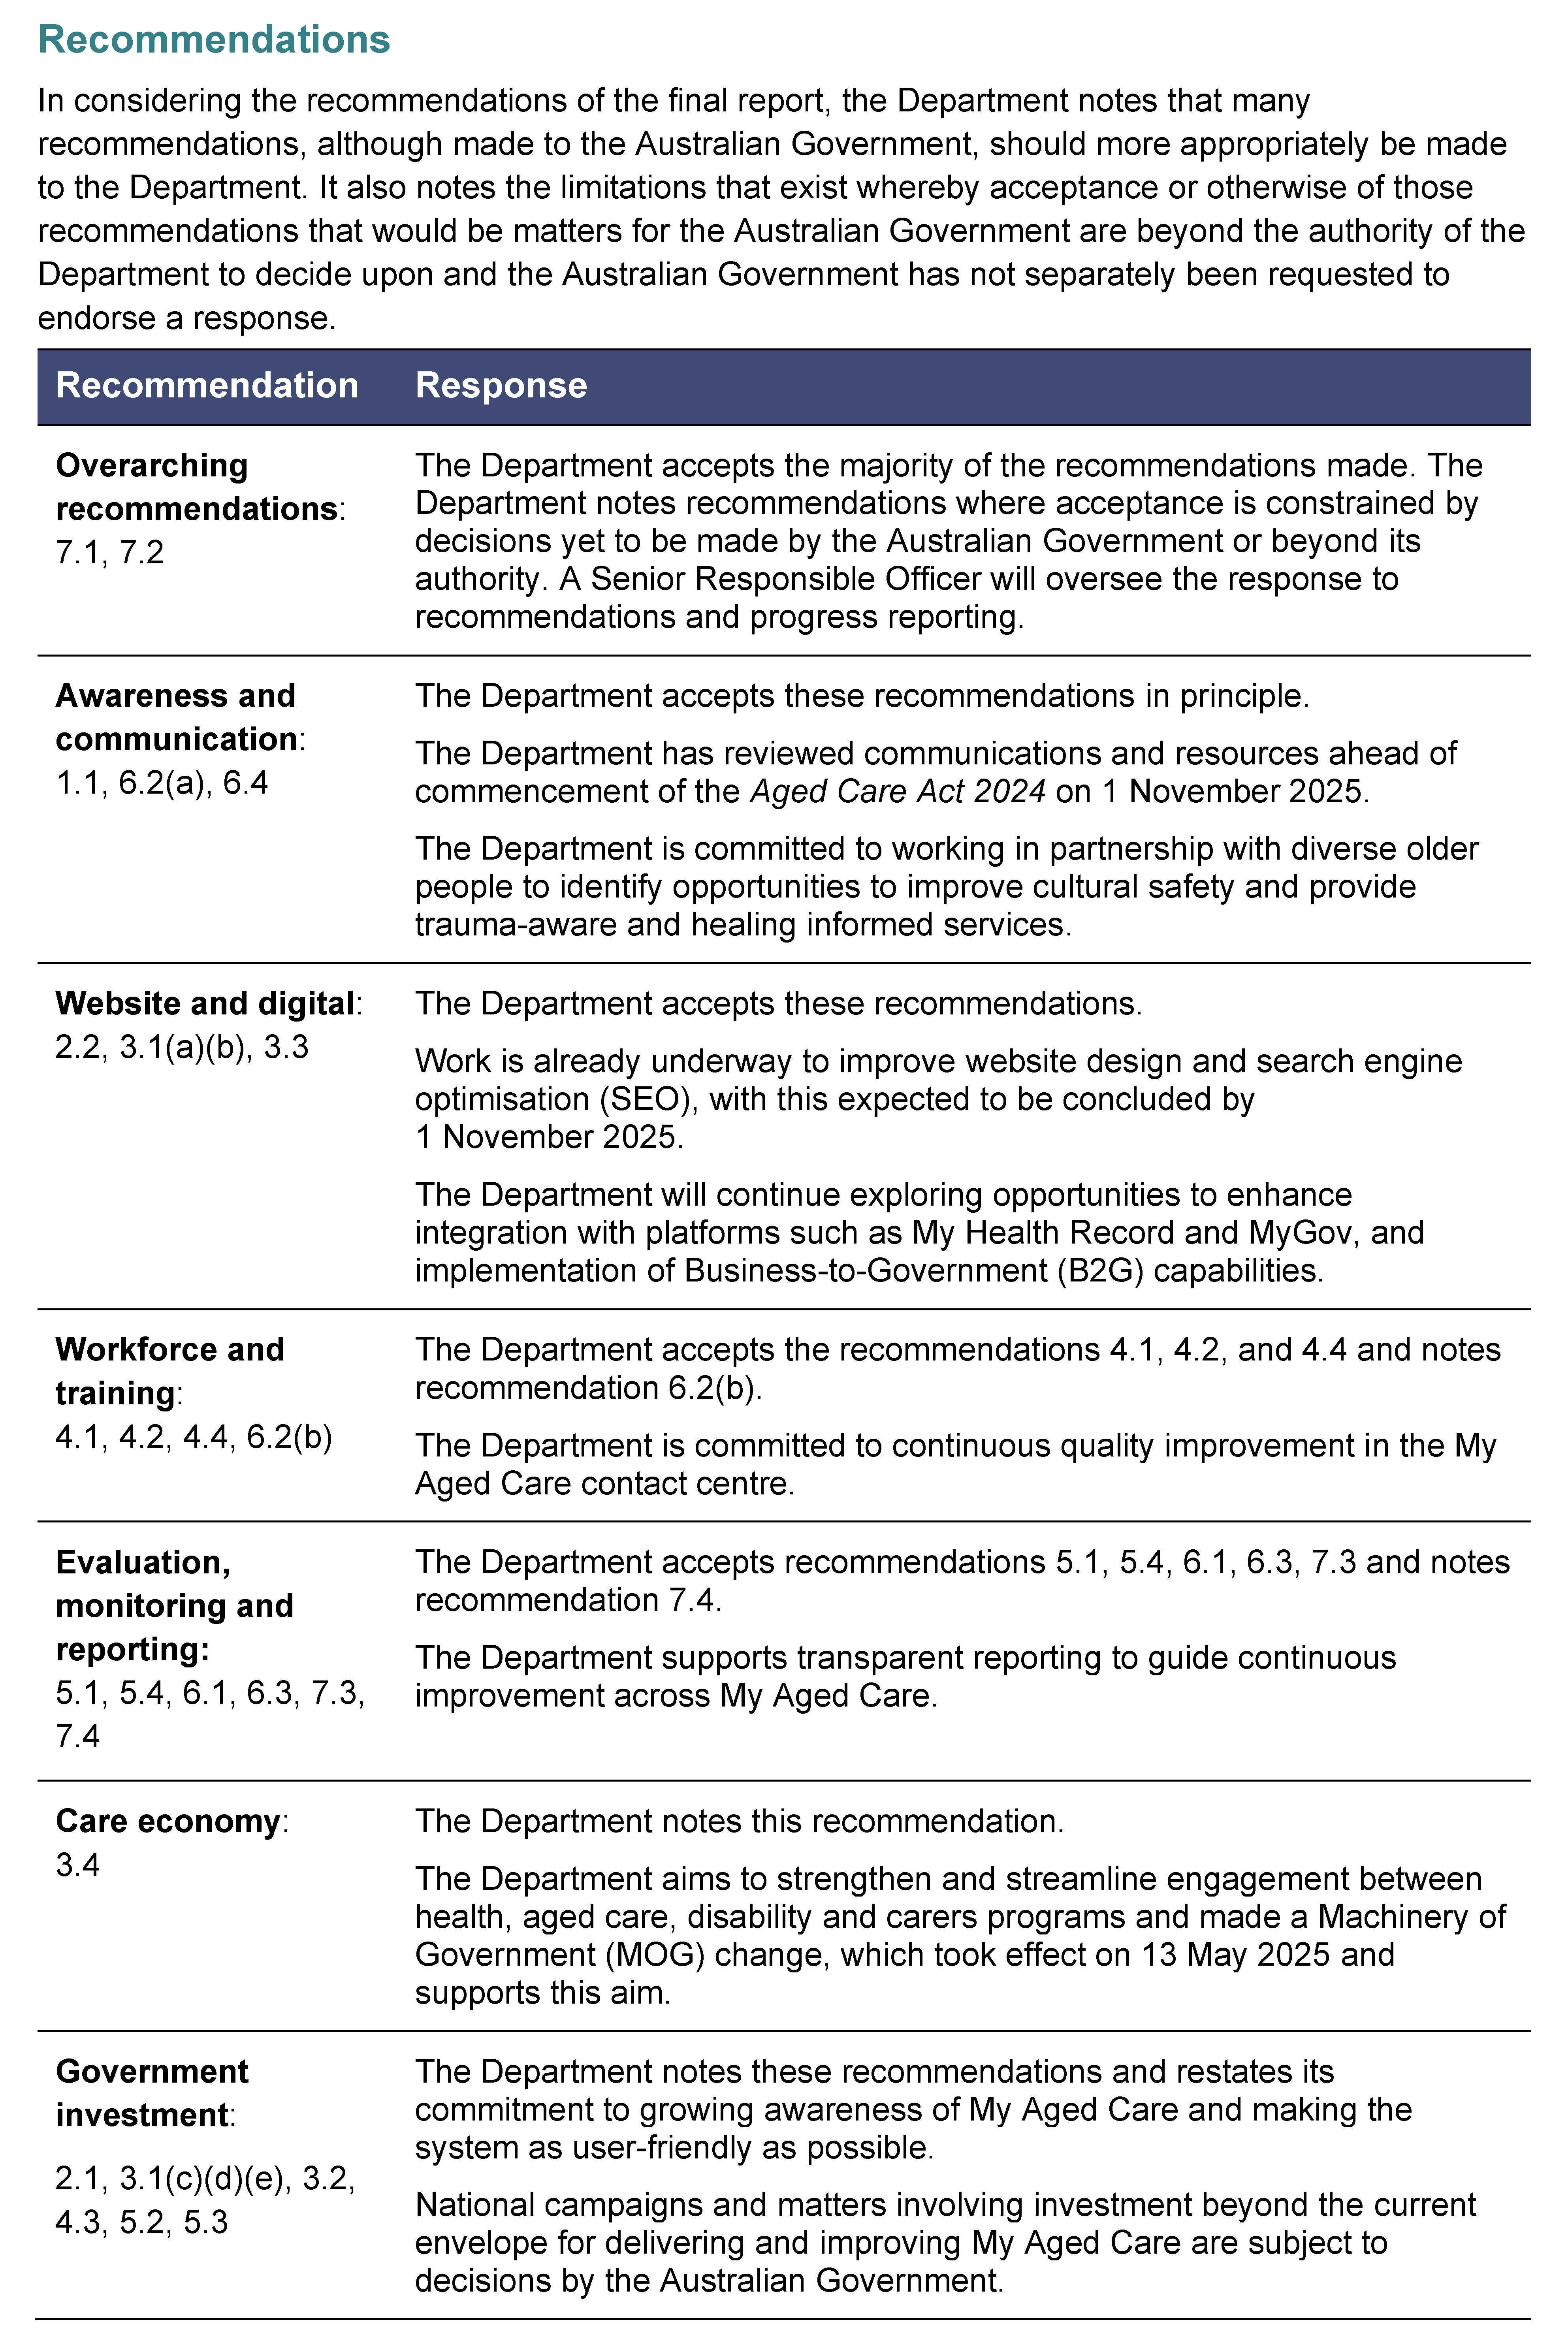 Recommendations
In considering the recommendations of the final report, the Department notes that many
recommendations, although made to the Australian Government, should more appropriately be made
to the Department. It also notes the limitations that exist whereby acceptance or otherwise of those
recommendations that would be matters for the Australian Government are beyond the authority of the
Department to decide upon and the Australian Government has not separately been requested to
endorse a response.
Recommendation Response
Overarching
recommendations:
7.1, 7.2
The Department accepts the majority of the recommendations made. The
Department notes recommendations where acceptance is constrained by
decisions yet to be made by the Australian Government or beyond its
authority. A Senior Responsible Officer will oversee the response to
recommendations and progress reporting.
Awareness and
communication:
1.1, 6.2(a), 6.4
The Department accepts these recommendations in principle.
The Department has reviewed communications and resources ahead of
commencement of the Aged Care Act 2024 on 1 November 2025.
The Department is committed to working in partnership with diverse older
people to identify opportunities to improve cultural safety and provide
trauma-aware and healing informed services.
Website and digital:
2.2, 3.1(a)(b), 3.3
The Department accepts these recommendations.
Work is already underway to improve website design and search engine
optimisation (SEO), with this expected to be concluded by
1 November 2025.
The Department will continue exploring opportunities to enhance
integration with platforms such as My Health Record and MyGov, and
implementation of Business-to-Government (B2G) capabilities.
Workforce and
training:
4.1, 4.2, 4.4, 6.2(b)
The Department accepts the recommendations 4.1, 4.2, and 4.4 and notes
recommendation 6.2(b).
The Department is committed to continuous quality improvement in the My
Aged Care contact centre.
Evaluation,
monitoring and
reporting:
5.1, 5.4, 6.1, 6.3, 7.3,
7.4
The Department accepts recommendations 5.1, 5.4, 6.1, 6.3, 7.3 and notes
recommendation 7.4.
The Department supports transparent reporting to guide continuous
improvement across My Aged Care.
Care economy:
3.4
The Department notes this recommendation.
The Department aims to strengthen and streamline engagement between
health, aged care, disability and carers programs and made a Machinery of
Government (MOG) change, which took effect on 13 May 2025 and
supports this aim.
Government
investment:
2.1, 3.1(c)(d)(e), 3.2,
4.3, 5.2, 5.3
The Department notes these recommendations and restates its
commitment to growing awareness of My Aged Care and making the
system as user-friendly as possible.
National campaigns and matters involving investment beyond the current
envelope for delivering and improving My Aged Care are subject to
decisions by the Australian Government.